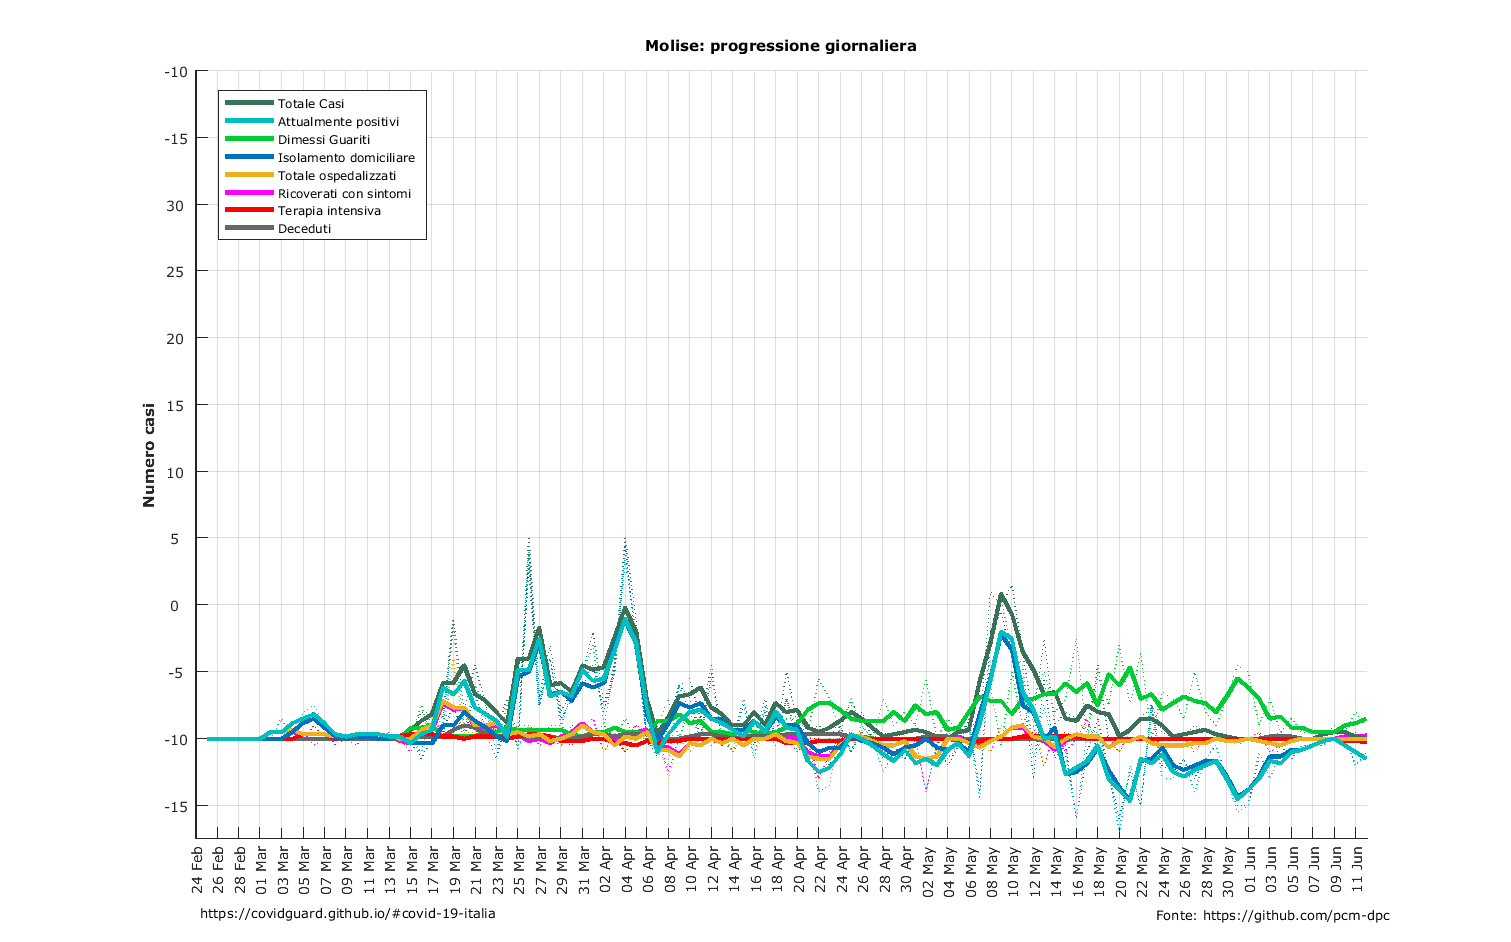 Molise: progressione giornaliera
-10
-15
30
25
20
15
10
5
0
-5
-10
-15
Numero casi
Totale Casi
Attualmente positivi
Dimessi Guariti
Isolamento domiciliare
Totale ospedalizzati
Ricoverati con sintomi
Terapia intensiva
Deceduti
24 Feb
26 Feb
28 Feb
01 Mar
03 Mar
05 Mar
07 Mar
09 Mar
11 Mar
13 Mar
15 Mar
17 Mar
19 Mar
21 Mar
23 Mar
25 Mar
27 Mar
29 Mar
31 Mar
02 Apr
04 Apr
06 Apr
08 Apr
10 Apr
12 Apr
14 Apr
16 Apr
18 Apr
20 Apr
22 Apr
24 Apr
26 Apr
28 Apr
30 Apr
02 May
04 May
06 May
08 May
10 May
12 May
14 May
16 May
18 May
20 May
22 May
24 May
26 May
28 May
30 May
01 Jun
03 Jun
05 Jun
07 Jun
09 Jun
11 Jun
https://covidguard.github.io/#covid-19-italia
Fonte: https://github.com/pcm-dpc